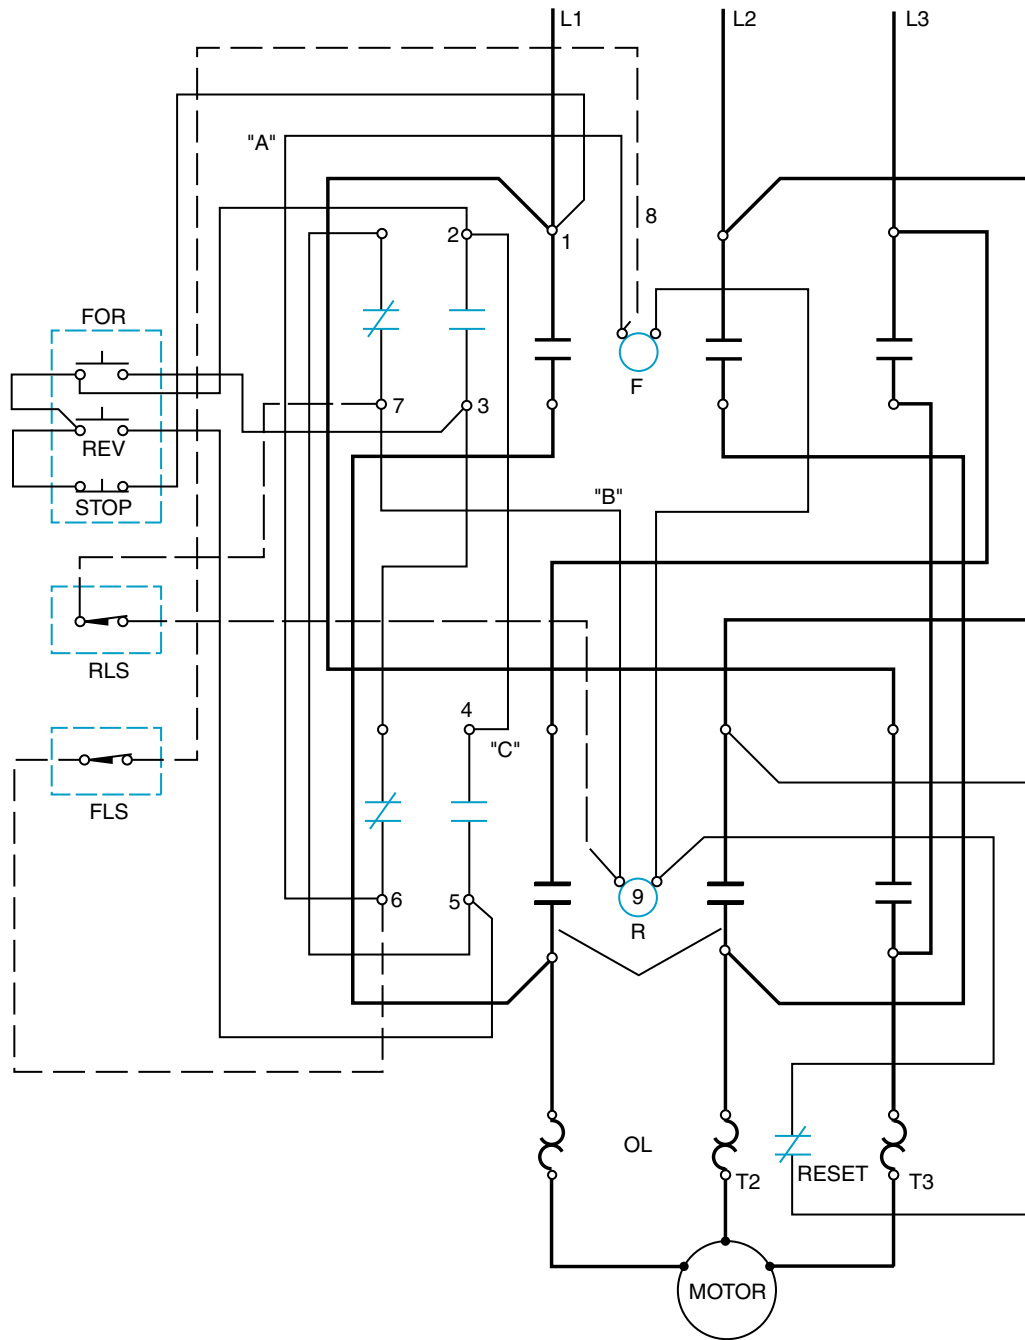 L1
L2
L3
"A"
8
2
1
FOR
F
7
3
REV
"B"
STOP
RLS
4
"C"
FLS
6
5
9
R
OL
T2
RESET
T3
MOTOR